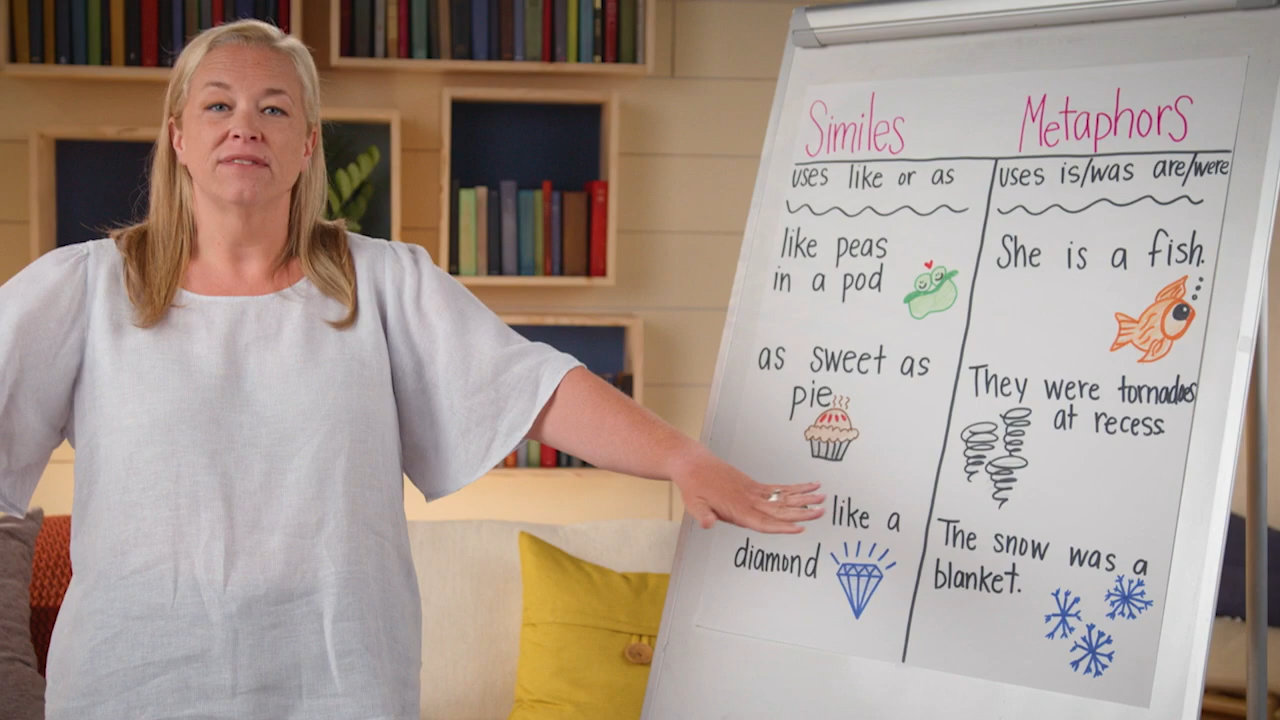 Similes
uses like or as
like peas
in a pod
as sweet as
pie
like a
diamond
Metaphors
uses is/was are/were
She is a fish.
They were tornadoes
at recess
The snow was a
blanket.